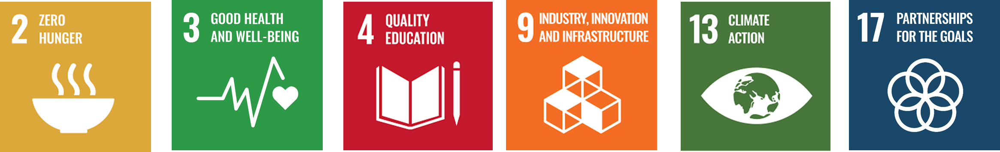 2 ZERO
HUNGER
3 GOOD HEALTH
AND WELL-BEING
4 QUALITY
EDUCATION
9 INDUSTRY, INNOVATION
AND INFRASTRUCTURE
13 CLIMATE
ACTION
17 PARTNERSHIPS
FOR THE GOALS